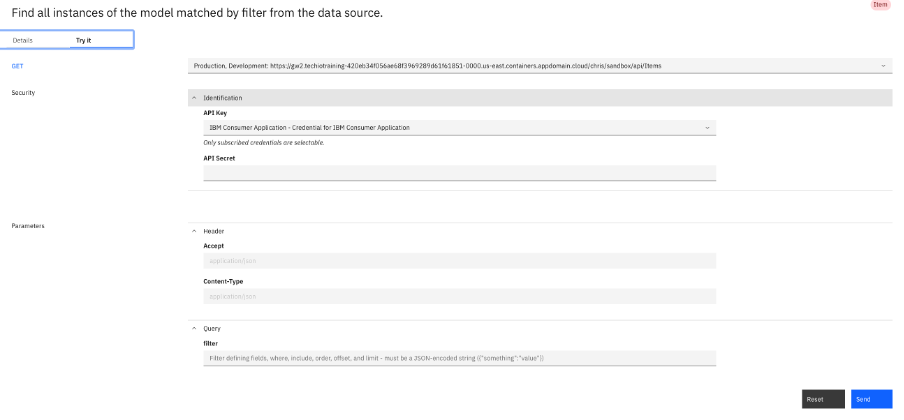 Find all instances of the model matched by filter from the data source.
Item
Details
Try it
GET
Production, Development: https://gw2.techiotraining-420eb34f056ae68f3969289d61f61851-0000.us-east.containers.appdomain.cloud/chris/sandbox/api/Items
Security
Identification
API Key
IBM Consumer Application - Credential for IBM Consumer Application
Only subscribed credentials are selectable.
API Secret
Parameters
Header
Accept
application/json
Content-Type
application/json
Query
filter
Filter defining fields, where, include, order, offset, and limit - must be a JSON-encoded string ({"something":"value"})
Reset
Send